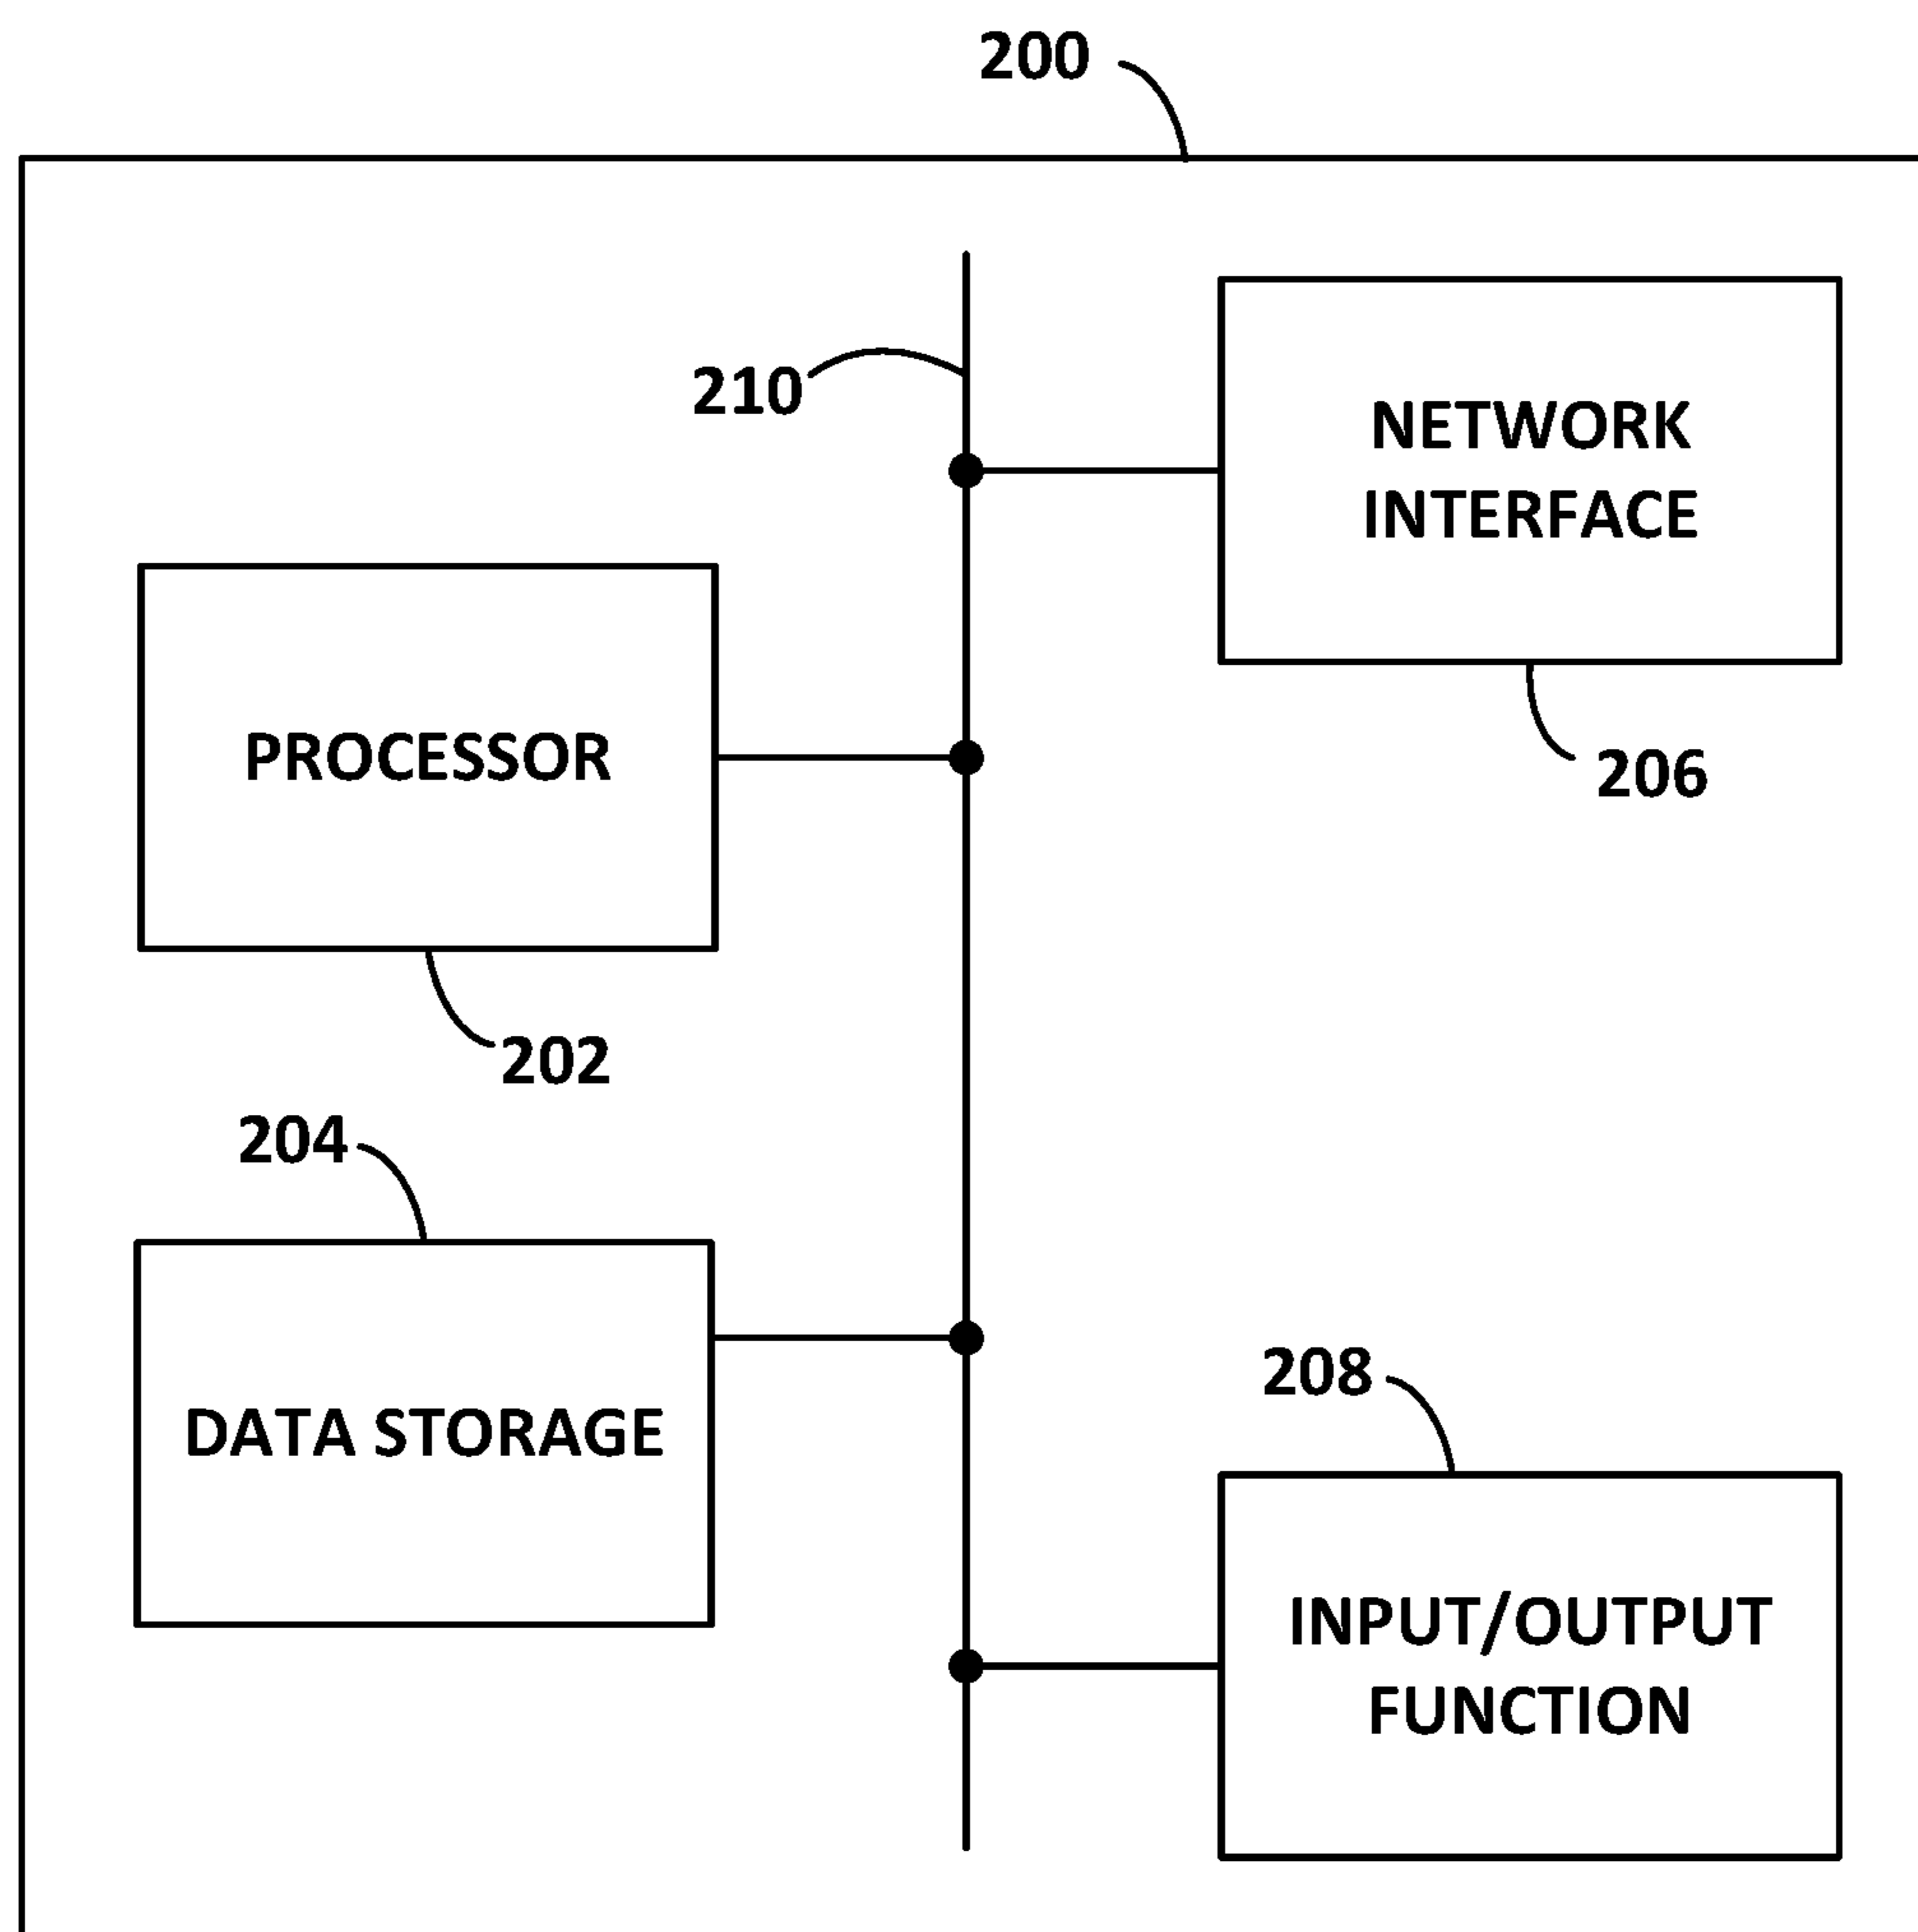 200
210
NETWORK
INTERFACE
PROCESSOR
206
202
204
208
DATA STORAGE
INPUT/OUTPUT
FUNCTION